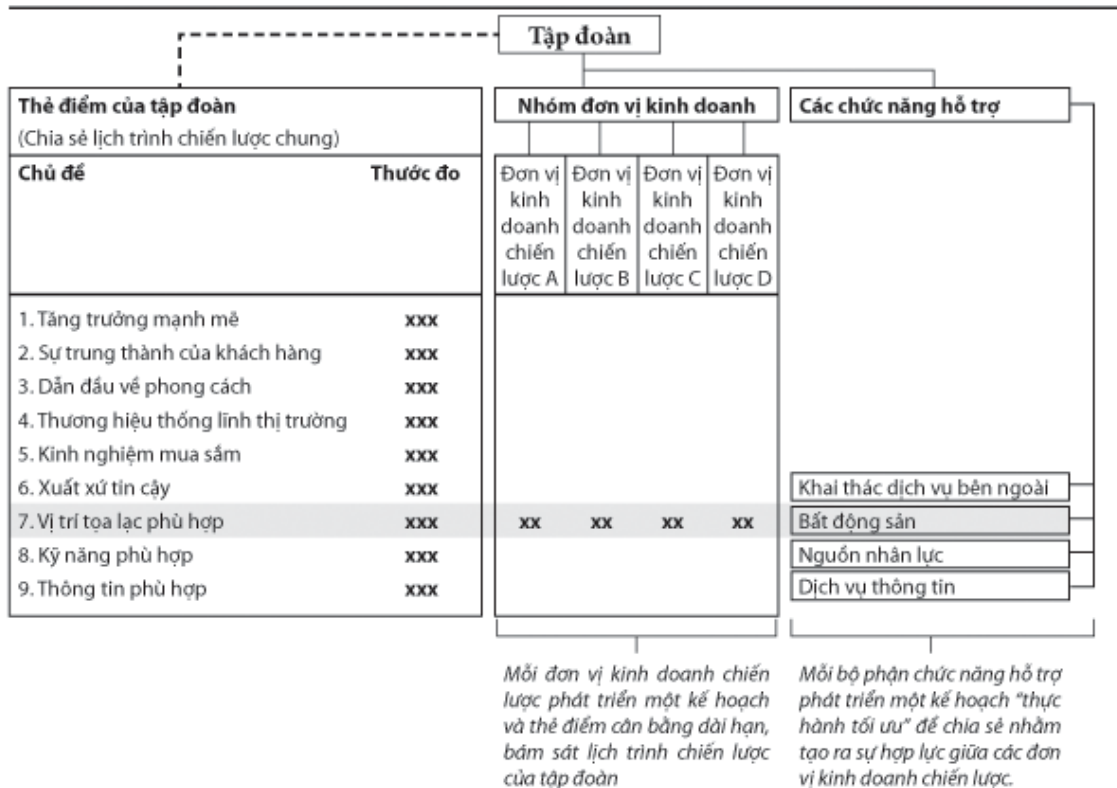 Tập đoàn
Thẻ điểm của tập đoàn
(Chia sẻ lịch trình chiến lược chung)
Nhóm đơn vị kinh doanh
Các chức năng hỗ trợ
Chủ đề Thước đo
Đơn vị kinh doanh chiến lược A
Đơn vị kinh doanh chiến lược B
Đơn vị kinh doanh chiến lược C
Đơn vị kinh doanh chiến lược D
1. Tăng trưởng mạnh mẽ xxx
2. Sự trung thành của khách hàng xxx
3. Dẫn đầu về phong cách xxx
4. Thương hiệu thống lĩnh thị trường xxx
5. Kinh nghiệm mua sắm xxx
6. Xuất xứ tin cậy xxx Khai thác dịch vụ bên ngoài
7. Vị trí tọa lạc phù hợp xxx xx xx xx xx Bất động sản
8. Kỹ năng phù hợp xxx Nguồn nhân lực
9. Thông tin phù hợp xxx Dịch vụ thông tin
Mỗi đơn vị kinh doanh chiến
lược phát triển một kế hoạch
và thẻ điểm cân bằng dài hạn,
bám sát lịch trình chiến lược
của tập đoàn
Mỗi bộ phận chức năng hỗ trợ
phát triển một kế hoạch "thực
hành tối ưu" để chia sẻ nhằm
tạo ra sự hợp lực giữa các đơn
vị kinh doanh chiến lược.